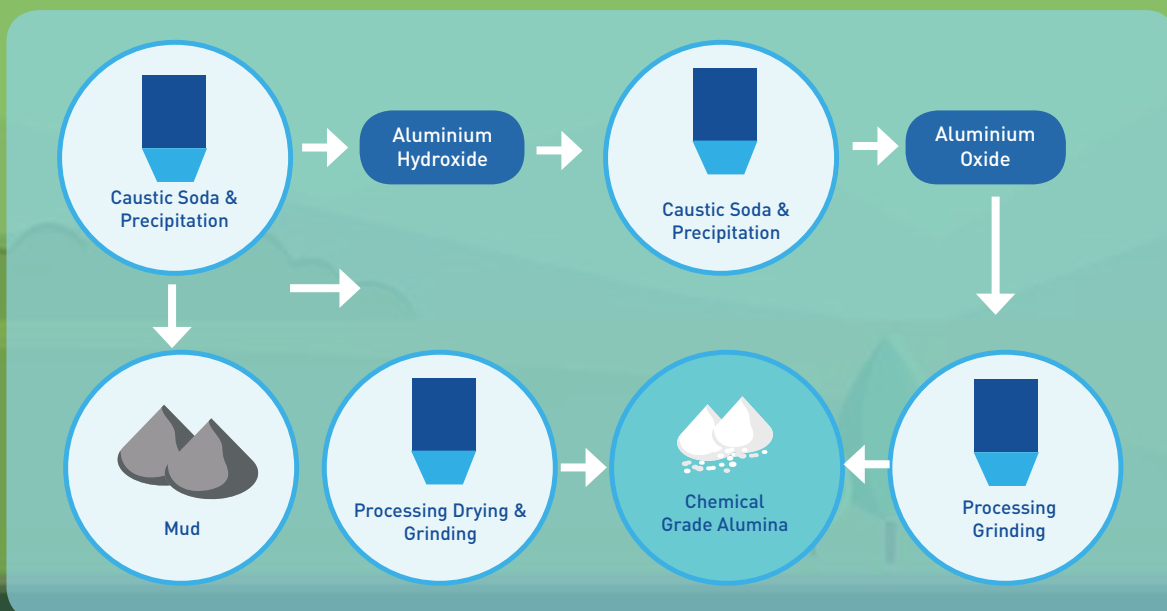 Caustic Soda &
Precipitation
Aluminium
Hydroxide
Caustic Soda &
Precipitation
Aluminium
Oxide
Mud
Processing Drying &
Grinding
Chemical
Grade Alumina
Processing
Grinding